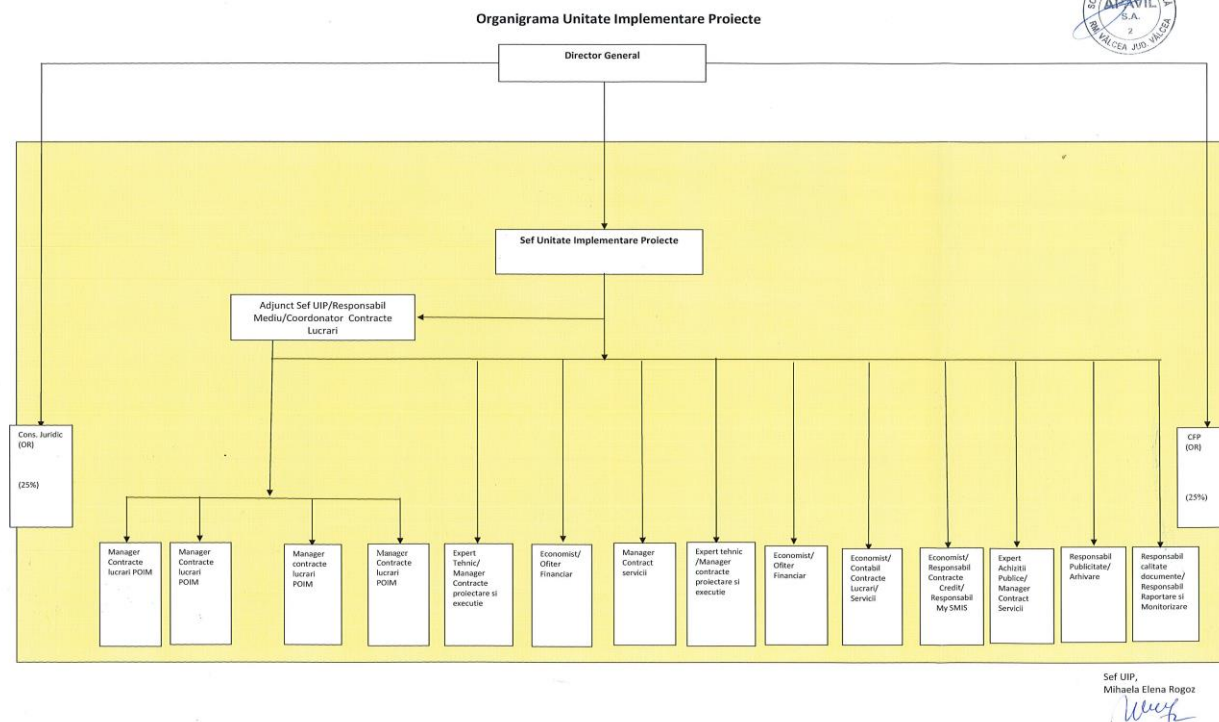 Organigrama Unitate Implementare Proiecte
APAVIL
S.A.
2
RM. VÂLCEA JUD. VÂLCEA
Director General
Sef Unitate Implementare Proiecte
Adjunct Sef UIP/Responsabil
Mediu/Coordonator Contracte
Lucrari
Cons. Juridic
(OR)
(25%)
CFP
(OR)
(25%)
Manager
Contracte
lucrari POIM
Manager
Contracte
lucrari
POIM
Manager
contracte
lucrari
POIM
Manager
Contracte
lucrari
POIM
Expert
Tehnic/
Manager
Contracte
proiectare si
executie
Economist/
Ofiter
Financiar
Manager
Contract
servicii
Expert tehnic
/Manager
contracte
proiectare si
executie
Economist/
Ofiter
Financiar
Economist/
Contabil
Contracte
Lucrari/
Servicii
Economist/
Responsabil
Contracte
Credit/
Responsabil
My SMIS
Expert
Achizitii
Publice/
Manager
Contract
Servicii
Responsabil
Publicitate/
Arhivare
Responsabil
calitate
documente/
Responsabil
Raportare si
Monitorizare
Sef UIP,
Mihaela Elena Rogoz